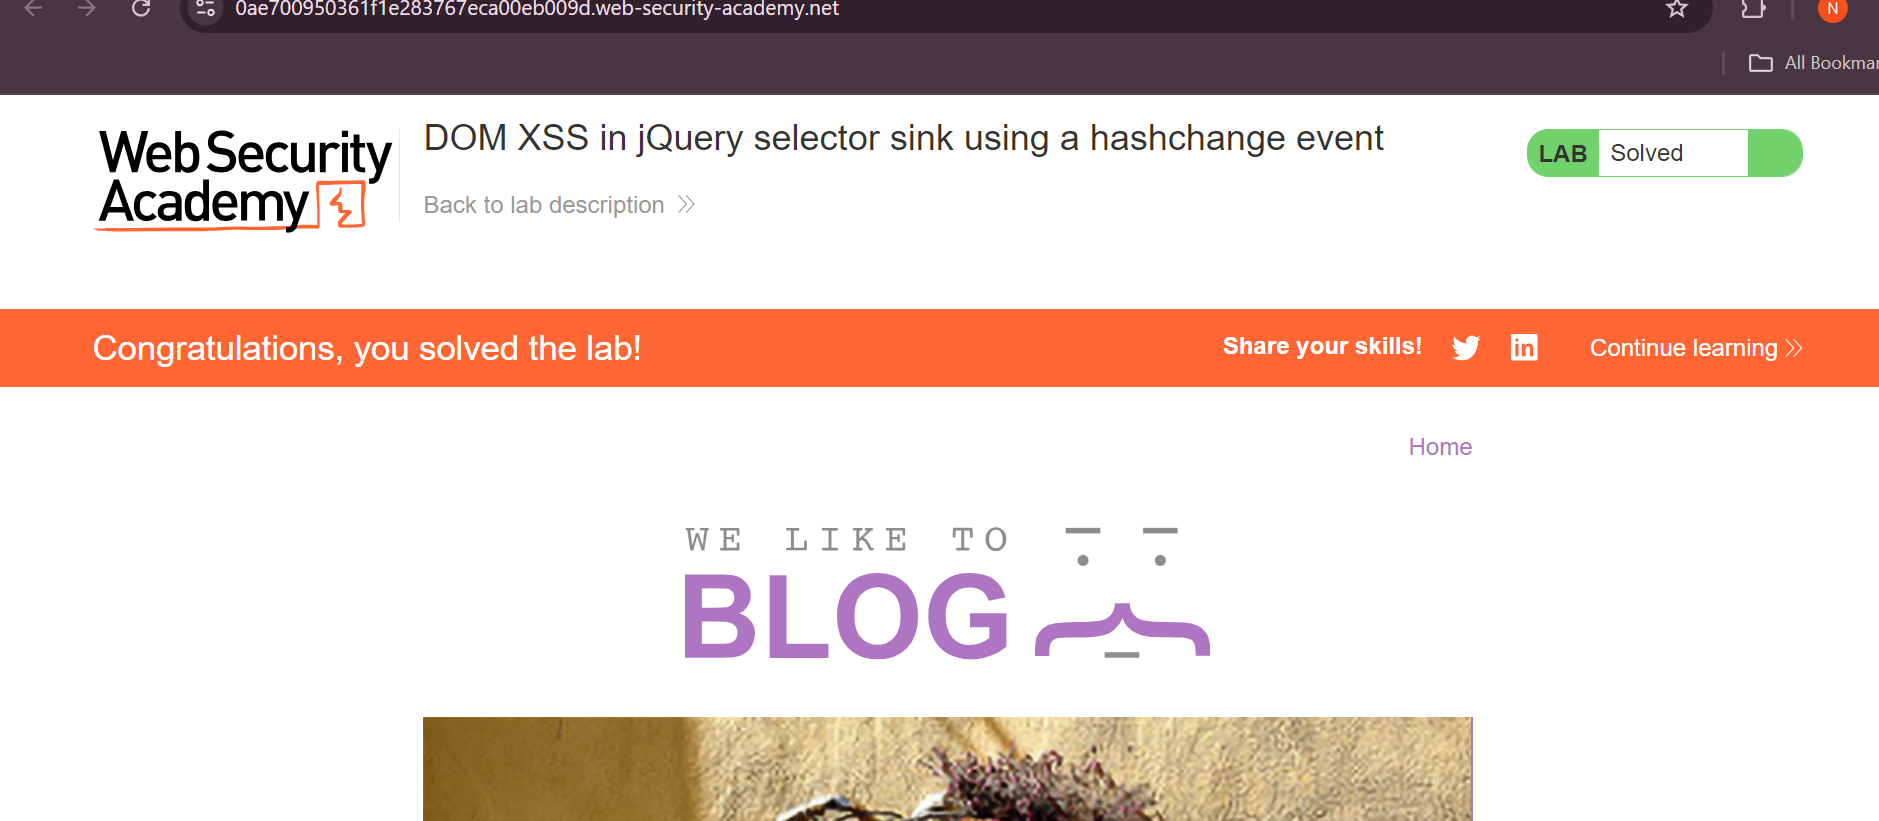 0ae700950361f1e283767eca00eb009d.web-security-academy.net
N
All Bookmar
Web Security
Academy
DOM XSS in jQuery selector sink using a hashchange event
Back to lab description
LAB Solved
Congratulations, you solved the lab!
Share your skills!
Continue learning
Home
WE LIKE TO
BLOG